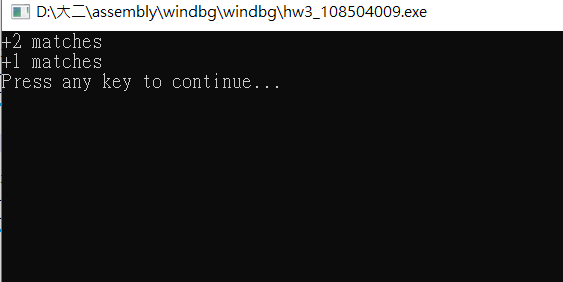 D:\大二\assembly\windbg\windbg\hw3_108504009.exe
+2 matches
+1 matches
Press any key to continue...